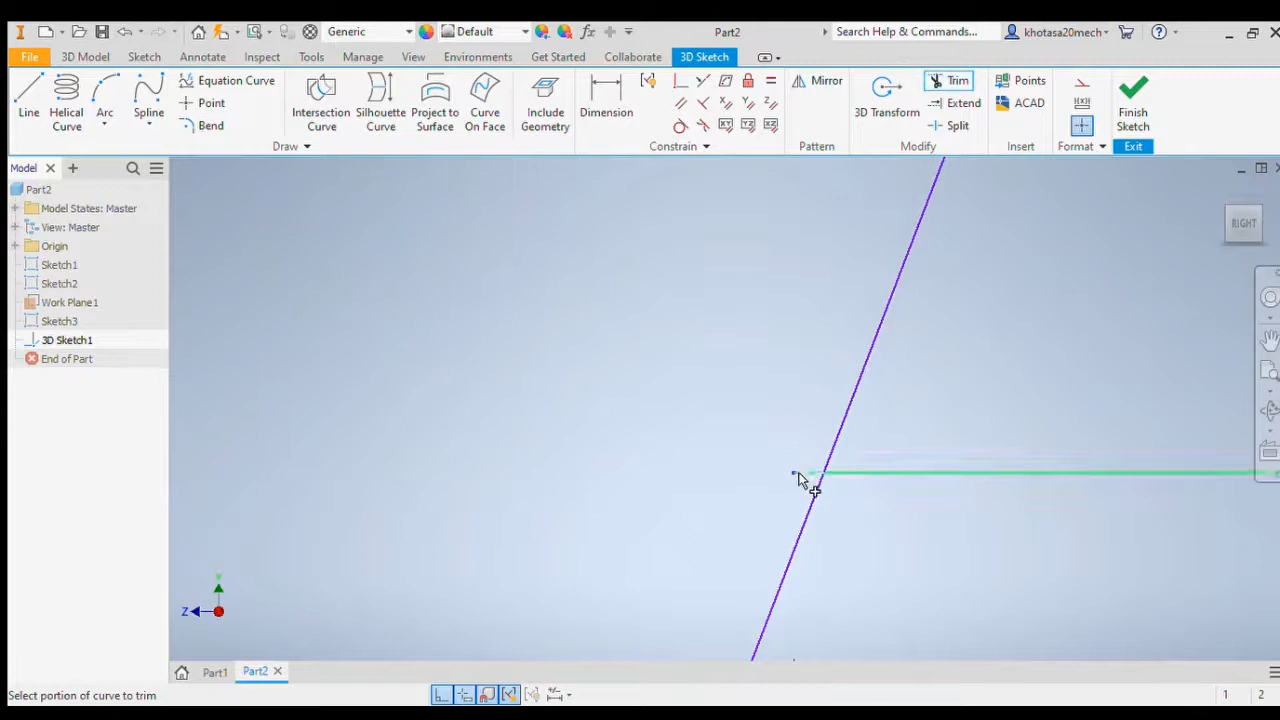 Generic
Default
fx
Part2
Search Help & Commands...
khotasa20mech
File
3D Model
Sketch
Annotate
Inspect
Tools
Manage
View
Environments
Get Started
Collaborate
3D Sketch
Line
Helical Curve
Arc
Spline
Equation Curve
Point
Bend
Draw
Intersection Curve
Silhouette Curve
Project to Surface
Curve On Face
Include Geometry
Dimension
Constrain
Mirror
Pattern
3D Transform
Trim
Extend
Split
Modify
Points
ACAD
Insert
Format
Finish Sketch
Exit
Model
Part2
Model States: Master
View: Master
Origin
Sketch1
Sketch2
Work Plane1
Sketch3
3D Sketch1
End of Part
RIGHT
Z
Part1
Part2
Select portion of curve to trim
1
2